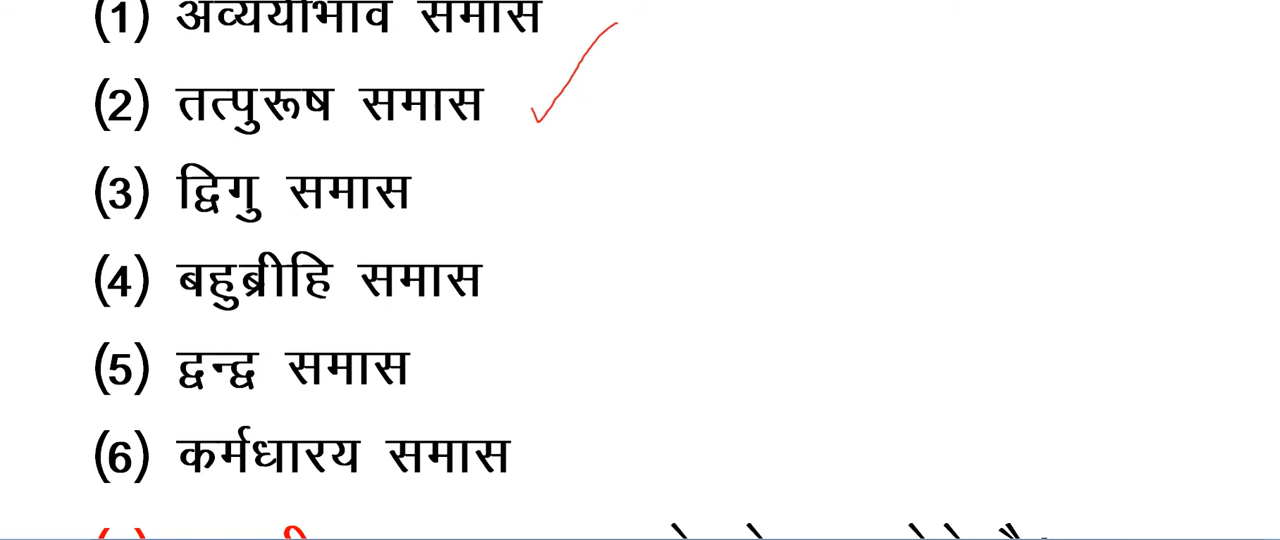 (1) अव्ययीभाव समास
(2) तत्पुरूष समास
(3) द्विगु समास
(4) बहुब्रीहि समास
(5) द्वन्द्व समास
(6) कर्मधारय समास